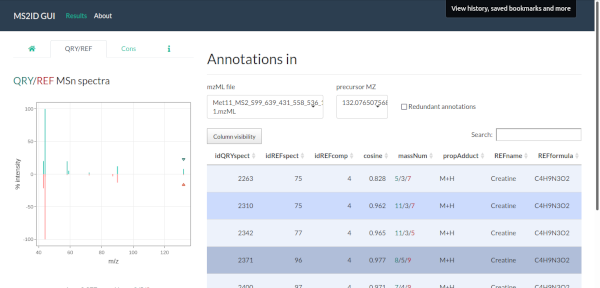 View history, saved bookmarks and more
MS2ID GUI Results About
QRY/REF Cons
QRY/REF MSn spectra
% intensity
100
50
0
-50
-100
40 60 80 100 120
m/z
Annotations in
mzML file precursor MZ
1.mzML
Redundant annotations
Column visibility Search:
idQRYspect idREFspect idREFcomp cosine massNum propAdduct REFname REFformula
2263 75 4 0.828 5/3/7 M+H Creatine C4H9N3O2
2310 75 4 0.962 11/3/7 M+H Creatine C4H9N3O2
2342 77 4 0.965 11/3/5 M+H Creatine C4H9N3O2
2371 96 4 0.977 8/5/9 M+H Creatine C4H9N3O2
2400 97 4 0.971 7/4/9 M+H Creatine C4H9N3O2